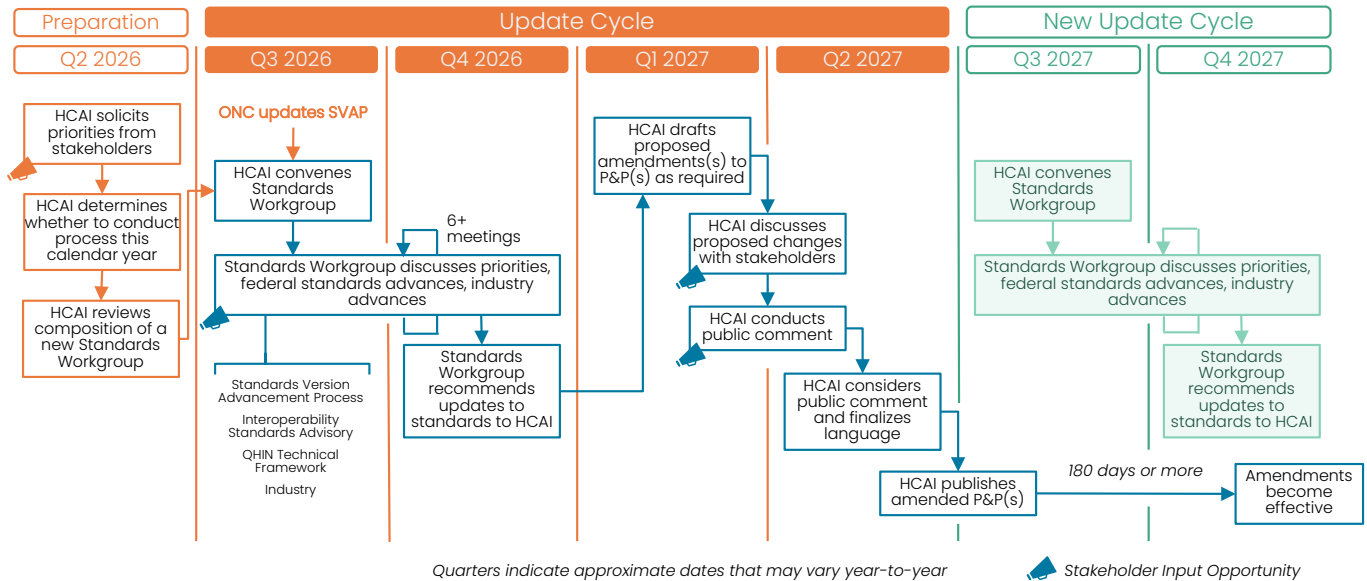 Preparation
Update Cycle
New Update Cycle
Q2 2026
Q3 2026
Q4 2026
Q1 2027
Q2 2027
Q3 2027
Q4 2027
HCAI solicits
priorities from
stakeholders
HCAI determines
whether to conduct
process this
calendar year
HCAI reviews
composition of a
new Standards
Workgroup
ONC updates SVAP
HCAI convenes
Standards
Workgroup
6+
meetings
Standards Workgroup discusses priorities,
federal standards advances, industry
advances
Standards Version
Advancement Process
Interoperability
Standards Advisory
QHIN Technical
Framework
Industry
Standards
Workgroup
recommends
updates to
standards to HCAI
HCAI drafts
proposed
amendments(s) to
P&P(s) as required
HCAI discusses
proposed changes
with stakeholders
HCAI conducts
public comment
HCAI considers
public comment
and finalizes
language
HCAI publishes
amended P&P(s)
180 days or more
Amendments
become
effective
HCAI convenes
Standards
Workgroup
Standards Workgroup discusses priorities,
federal standards advances, industry
advances
Standards
Workgroup
recommends
updates to
standards to HCAI
Quarters indicate approximate dates that may vary year-to-year
Stakeholder Input Opportunity